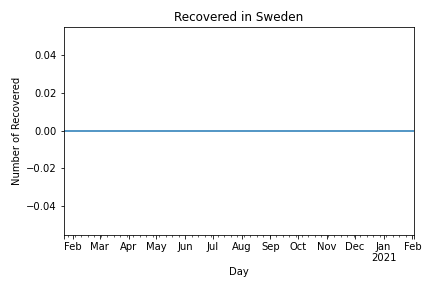 Recovered in Sweden
Number of Recovered
0.04
0.02
0.00
−0.02
−0.04
Feb Mar Apr May Jun Jul Aug Sep Oct Nov Dec Jan Feb
2021
Day